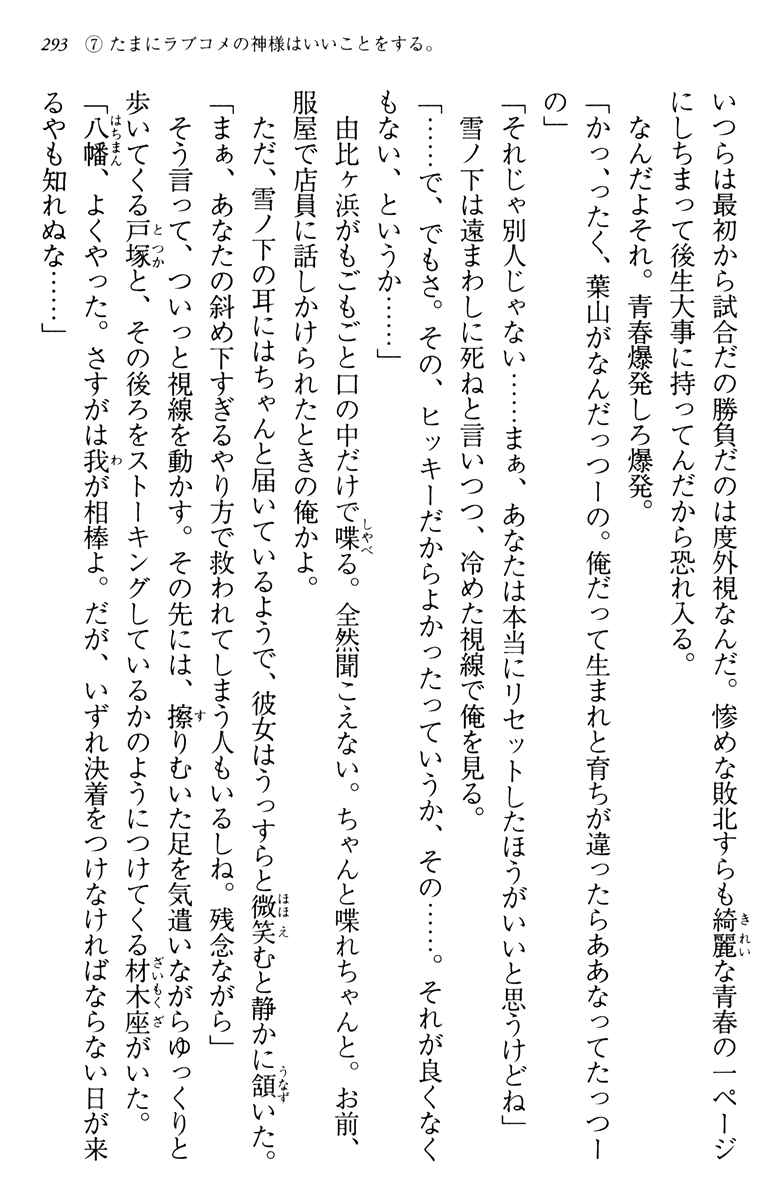 293　⑦ たまにラブコメの神様はいいことをする。
いつらは最初から試合だの勝負だのは度外視なんだ。惨めな敗北すらも綺麗な青春の一ページ
にしちまって後生大事に持ってんだから恐れ入る。
　なんだよそれ。青春爆発しろ爆発。
「かっ、ったく、葉山がなんだっつーの。俺だって生まれと育ちが違ったらああなってたっつー
の」
「それじゃ別人じゃない……まぁ、あなたは本当にリセットしたほうがいいと思うけどね」
　雪ノ下は遠まわしに死ねと言いつつ、冷めた視線で俺を見る。
「……で、でもさ。その、ヒッキーだからよかったっていうか、その……。それが良くなく
もない、というか……」
　由比ヶ浜がもごもごと口の中だけで喋る。全然聞こえない。ちゃんと喋れちゃんと。お前、
服屋で店員に話しかけられたときの俺かよ。
　ただ、雪ノ下の耳にはちゃんと届いているようで、彼女はうっすらと微笑むと静かに頷いた。
「まぁ、あなたの斜め下すぎるやり方で救われてしまう人もいるしね。残念ながら」
　そう言って、ついっと視線を動かす。その先には、擦りむいた足を気遣いながらゆっくりと
歩いてくる戸塚と、その後ろをストーキングしているかのようにつけてくる材木座がいた。
「八幡、よくやった。さすがは我が相棒よ。だが、いずれ決着をつけなければならない日が来
るやも知れぬな……」